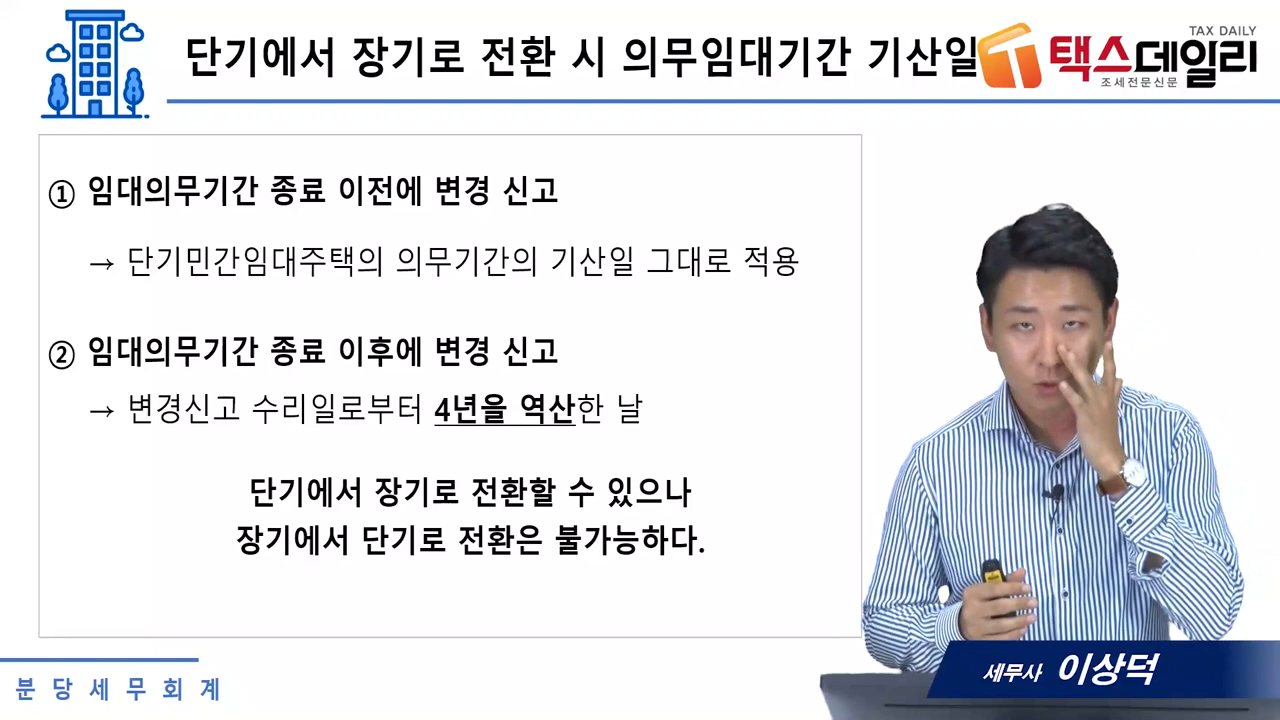 단기에서 장기로 전환 시 의무임대기간 기산일
TAX DAILY
택스데일리
조세전문신문
① 임대의무기간 종료 이전에 변경 신고
→ 단기민간임대주택의 의무기간의 기산일 그대로 적용
② 임대의무기간 종료 이후에 변경 신고
→ 변경신고 수리일로부터 4년을 역산한 날
단기에서 장기로 전환할 수 있으나
장기에서 단기로 전환은 불가능하다.
세무사 이상덕
분당세무회계